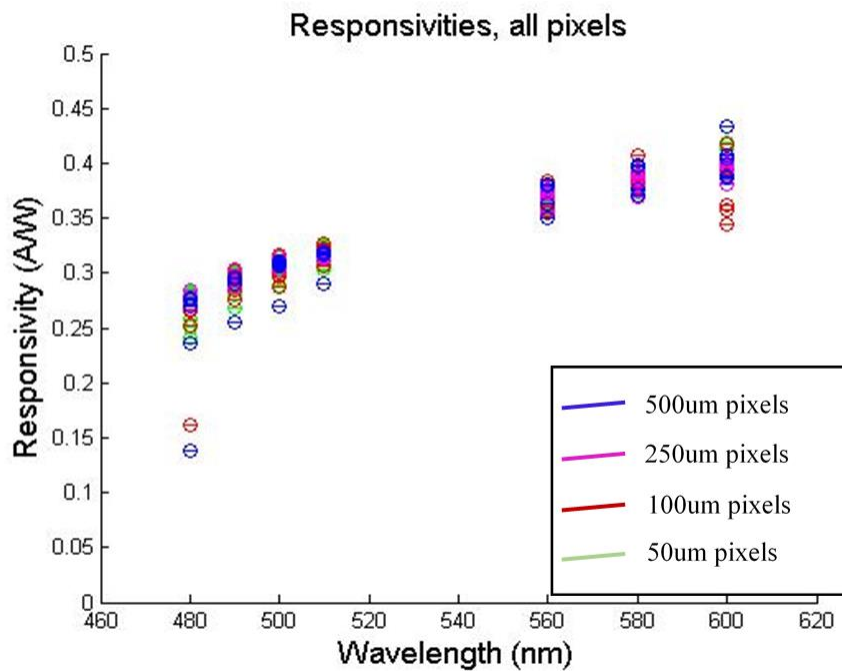 Responsivities, all pixels
0.5
0.45
0.4
0.35
0.3
0.25
0.2
0.15
0.1
0.05
0
Responsivity (A/W)
460 480 500 520 540 560 580 600 620
Wavelength (nm)
500um pixels
250um pixels
100um pixels
50um pixels